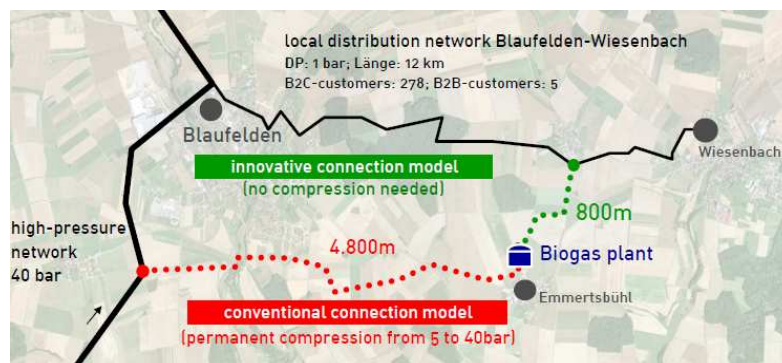 local distribution network Blaufelden-Wiesenbach
DP: 1 bar; Länge: 12 km
B2C-customers: 278; B2B-customers: 5
Blaufelden
Wiesenbach
innovative connection model
(no compression needed)
800m
high-pressure
network
40 bar
4.800m
Biogas plant
Emmertsbühl
conventional connection model
(permanent compression from 5 to 40bar)